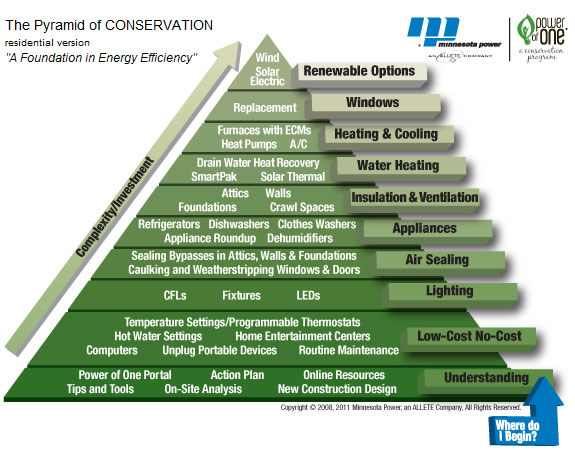 The Pyramid of CONSERVATION
residential version
"A Foundation in Energy Efficiency"
minnesota power
AN ALLETE COMPANY
power of one®
a conservation
program
Complexity/Investment
Wind
Solar
Electric
Renewable Options
Replacement
Windows
Furnaces with ECMs
Heat Pumps A/C
Heating & Cooling
Drain Water Heat Recovery
SmartPak Solar Thermal
Water Heating
Attics Walls
Foundations Crawl Spaces
Insulation & Ventilation
Refrigerators Dishwashers Clothes Washers
Appliance Roundup Dehumidifiers
Appliances
Sealing Bypasses in Attics, Walls & Foundations
Caulking and Weatherstripping Windows & Doors
Air Sealing
CFLs Fixtures LEDs
Lighting
Temperature Settings/Programmable Thermostats
Hot Water Settings Home Entertainment Centers
Computers Unplug Portable Devices Routine Maintenance
Low-Cost No-Cost
Power of One Portal Action Plan Online Resources
Tips and Tools On-Site Analysis New Construction Design
Understanding
Copyright © 2008, 2011 Minnesota Power, an ALLETE Company, All Rights Reserved.
Where do
I Begin?